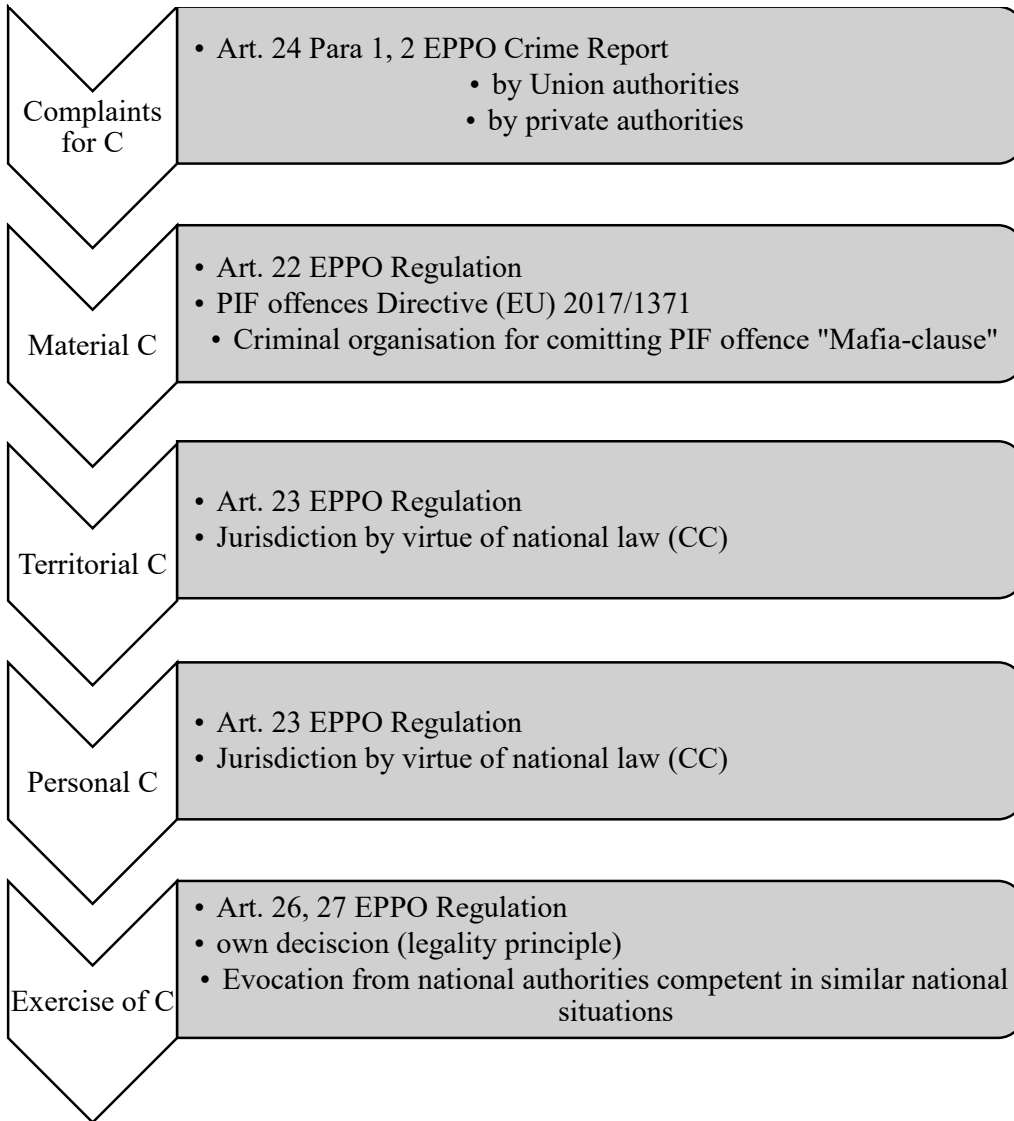 Complaints
for C
• Art. 24 Para 1, 2 EPPO Crime Report
• by Union authorities
• by private authorities
Material C
• Art. 22 EPPO Regulation
• PIF offences Directive (EU) 2017/1371
• Criminal organisation for comitting PIF offence "Mafia-clause"
Territorial C
• Art. 23 EPPO Regulation
• Jurisdiction by virtue of national law (CC)
Personal C
• Art. 23 EPPO Regulation
• Jurisdiction by virtue of national law (CC)
Exercise of C
• Art. 26, 27 EPPO Regulation
• own deciscion (legality principle)
• Evocation from national authorities competent in similar national
situations